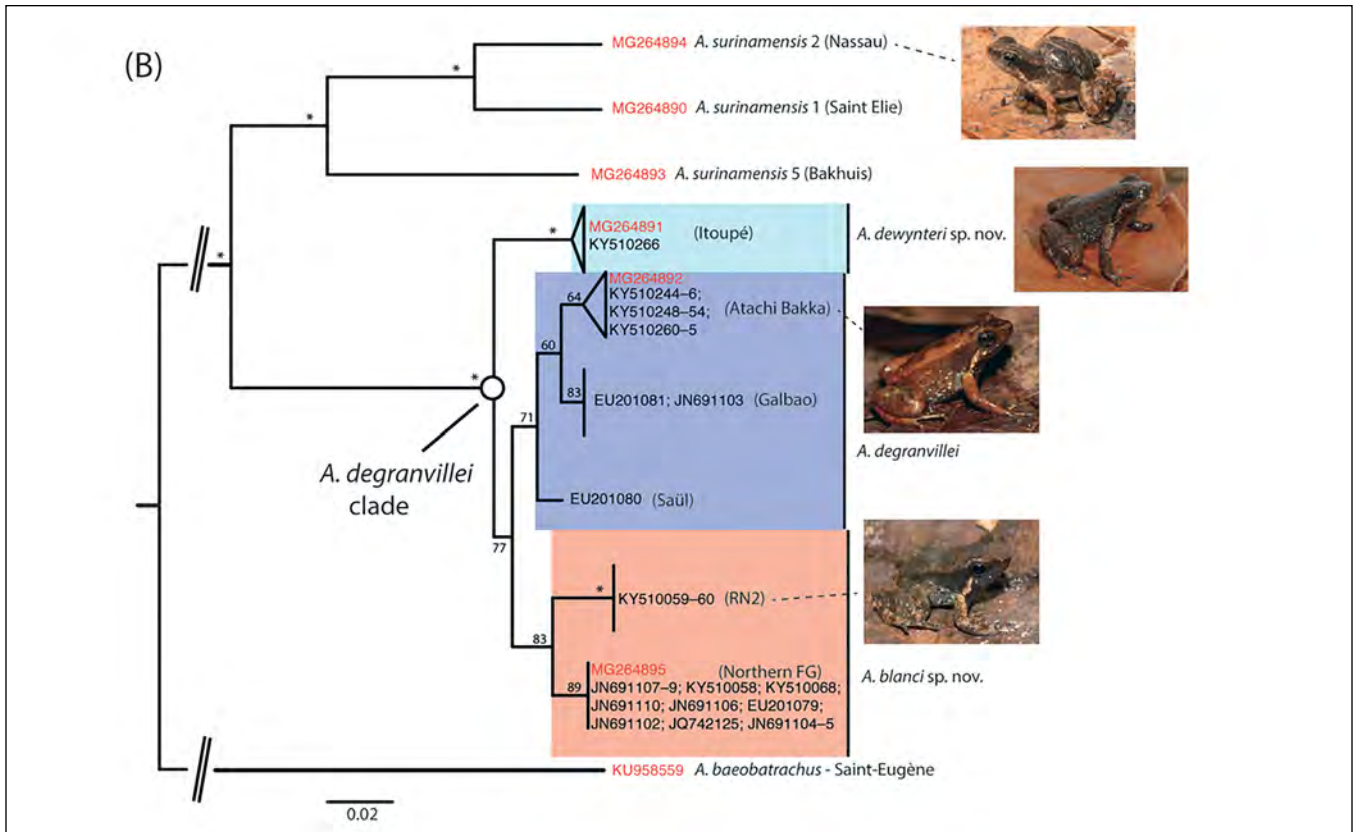 (B)
MG264894 A. surinamensis 2 (Nassau)
*
MG264890 A. surinamensis 1 (Saint Elie)
*
MG264893 A. surinamensis 5 (Bakhuis)
*
MG264891
KY510266
(Itoupé)
*
A. dewynteri sp. nov.
MG264892
KY510244–6;
KY510248–54;
KY510260–5
(Atachi Bakka)
64
60
83
EU201081; JN691103 (Galbao)
*
71
A. degranvillei
clade
A. degranvillei
EU201080 (Saül)
77
*
KY510059–60 (RN2)
83
A. blanci sp. nov.
MG264895 (Northern FG)
89
JN691107–9; KY510058; KY510068;
JN691110; JN691106; EU201079;
JN691102; JQ742125; JN691104–5
KU958559 A. baeobatrachus - Saint-Eugène
0.02